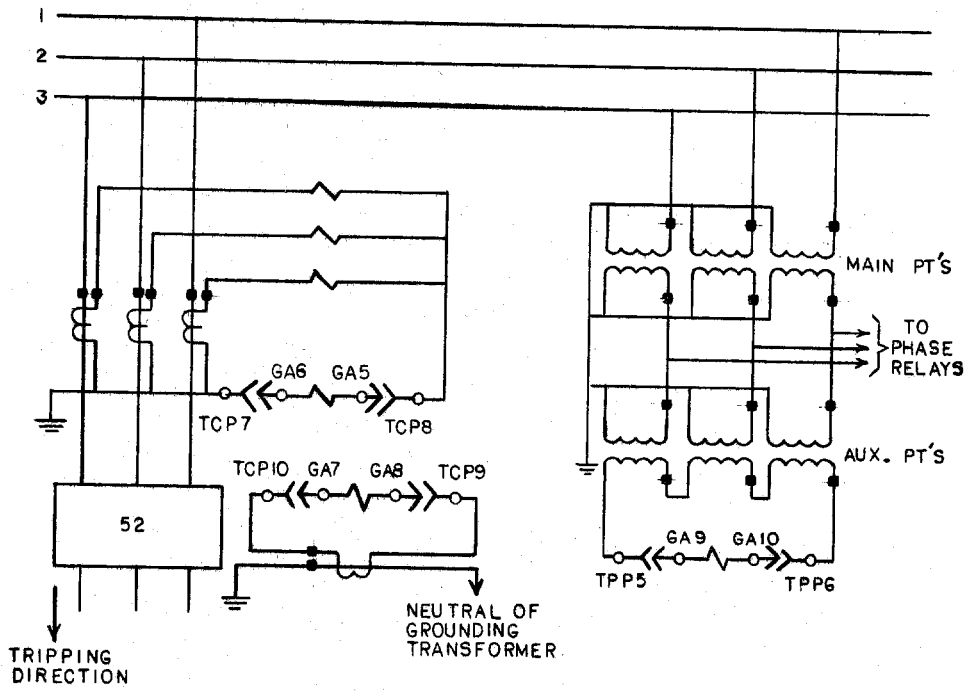 1
2
3
MAIN PT'S
TO
PHASE
RELAYS
GA6 GA5
TCP7 TCP8
AUX. PT'S
TCP10 GA7 GA8 TCP9
52
GA9 GA10
TPP5 TPP6
NEUTRAL OF
GROUNDING
TRANSFORMER
TRIPPING
DIRECTION